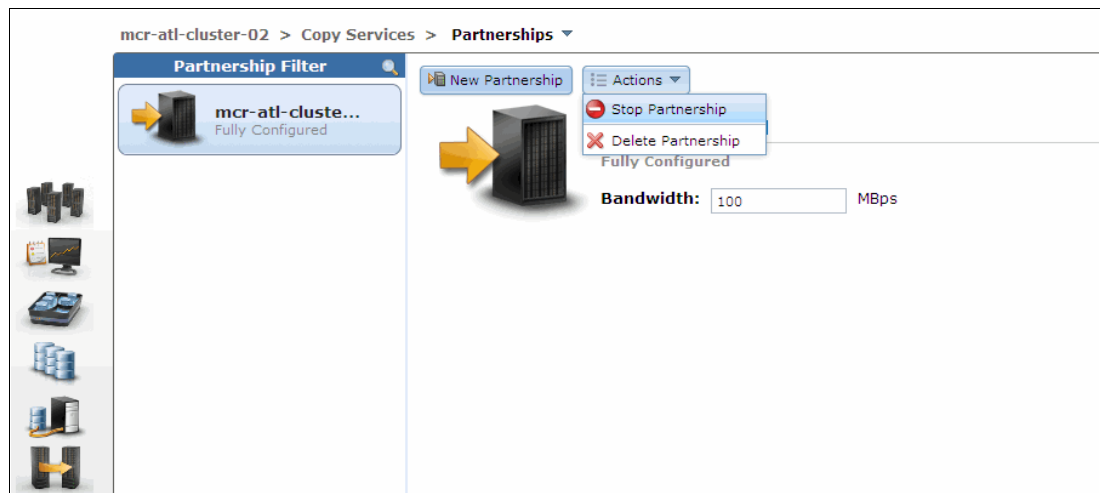 mcr-atl-cluster-02 > Copy Services > Partnerships
Partnership Filter
mcr-atl-cluste...
Fully Configured
New Partnership
Actions
Stop Partnership
Delete Partnership
Fully Configured
Bandwidth: 100 MBps